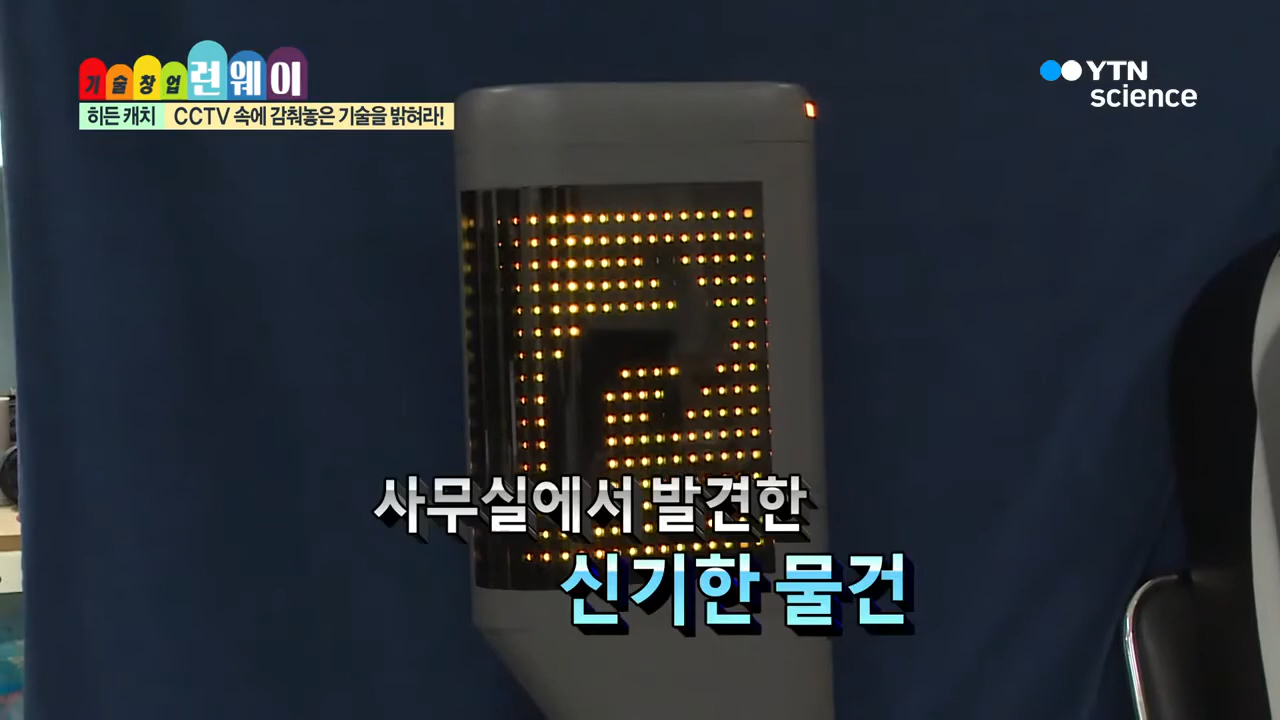 기술창업런웨이
히든 캐치 CCTV 속에 감춰놓은 기술을 밝혀라!
YTN
science
사무실에서 발견한
신기한 물건